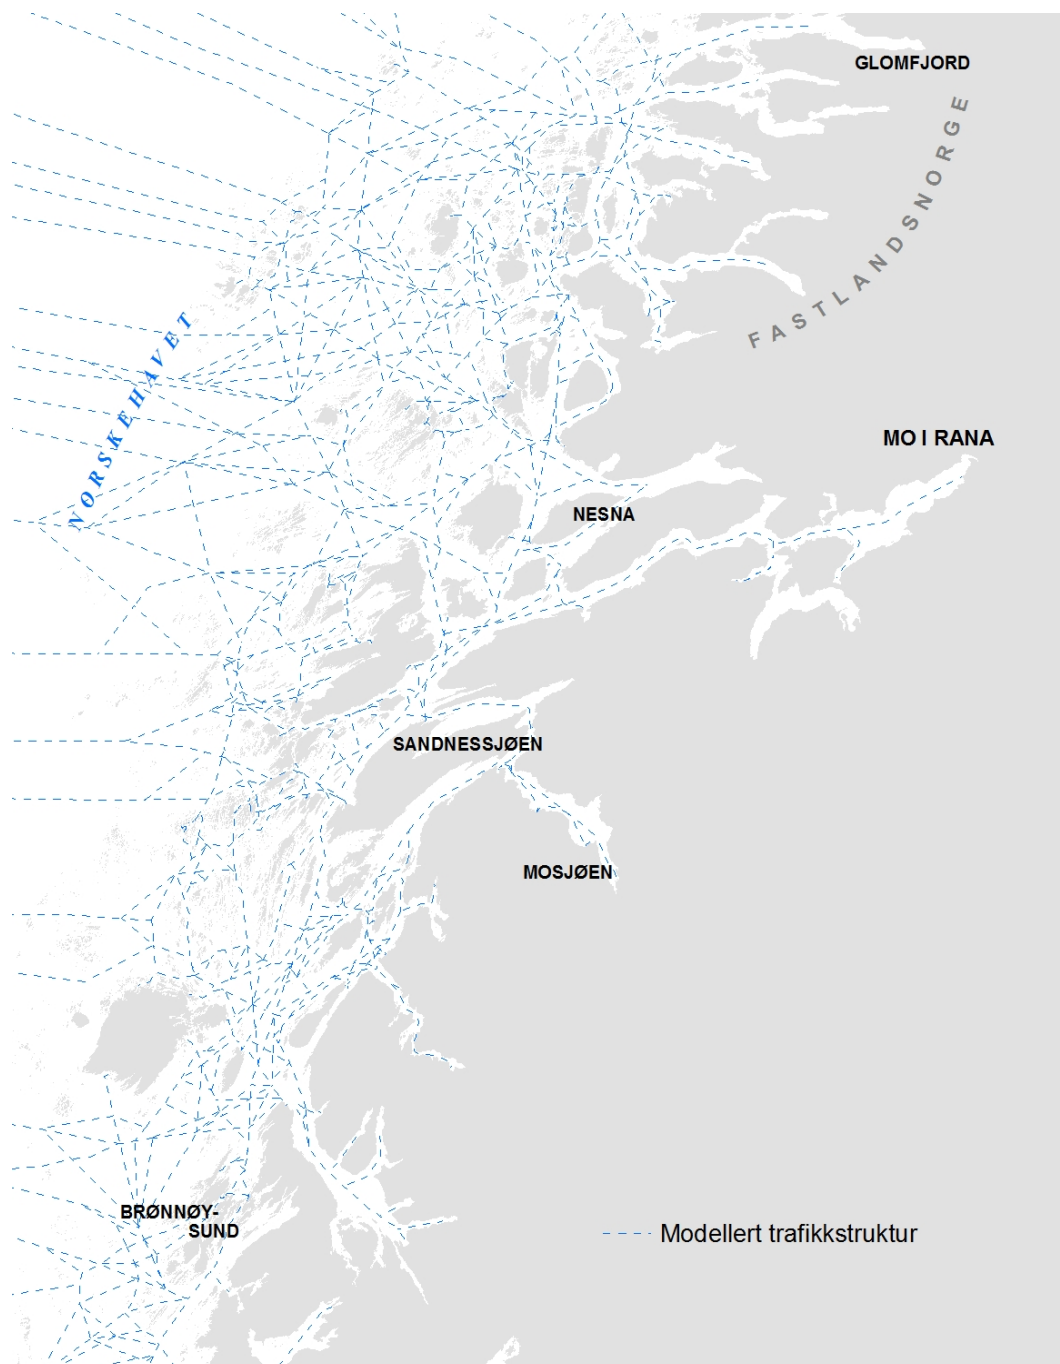 GLOMFJORD
FASTLANDSNORGE
NORSKEHAVET
MO I RANA
NESNA
SANDNESSJØEN
MOSJØEN
BRØNNØY-
SUND
Modellert trafikkstruktur